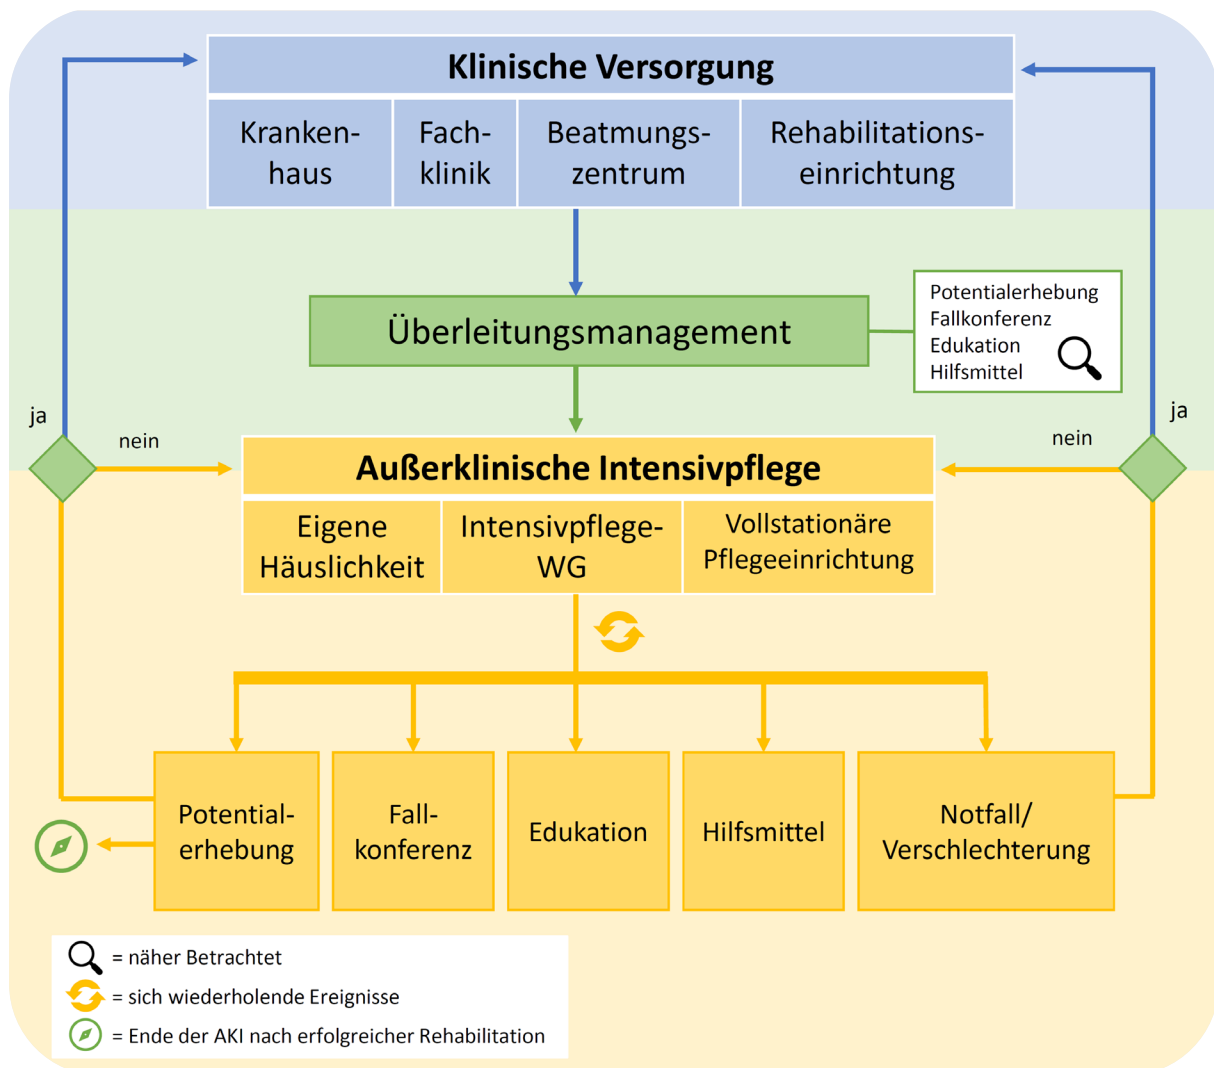 Klinische Versorgung
Kranken-
haus
Fach-
klinik
Beatmungs-
zentrum
Rehabilitations-
einrichtung
Überleitungsmanagement
Potentialerhebung
Fallkonferenz
Edukation
Hilfsmittel
ja
nein
nein
ja
Außerklinische Intensivpflege
Eigene
Häuslichkeit
Intensivpflege-
WG
Vollstationäre
Pflegeeinrichtung
Potential-
erhebung
Fall-
konferenz
Edukation
Hilfsmittel
Notfall/
Verschlechterung
= näher Betrachtet
= sich wiederholende Ereignisse
= Ende der AKI nach erfolgreicher Rehabilitation